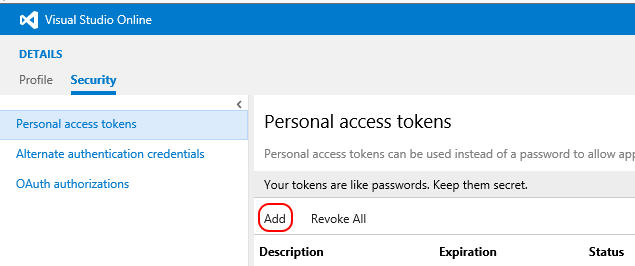 Visual Studio Online
DETAILS
Profile Security
Personal access tokens
Alternate authentication credentials
OAuth authorizations
Personal access tokens
Personal access tokens can be used instead of a password to allow app
Your tokens are like passwords. Keep them secret.
Add Revoke All
Description Expiration Status